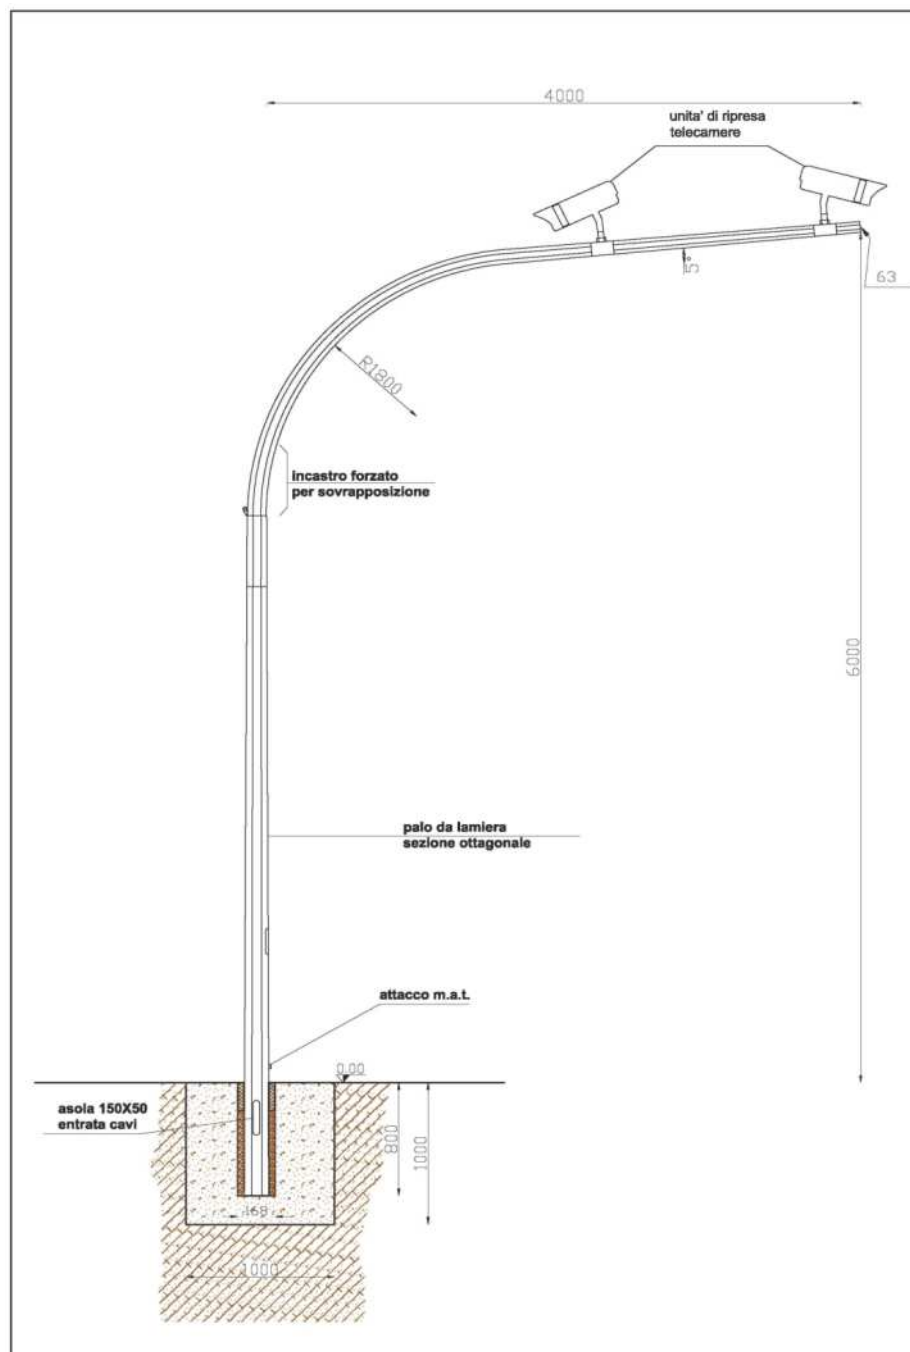 4000
unita' di ripresa
telecamere
5°
63
R1800
incastro forzato
per sovrapposizione
6000
palo da lamiera
sezione ottagonale
attacco m.a.t.
0.00
asola 150X50
entrata cavi
800
1000
168
1000